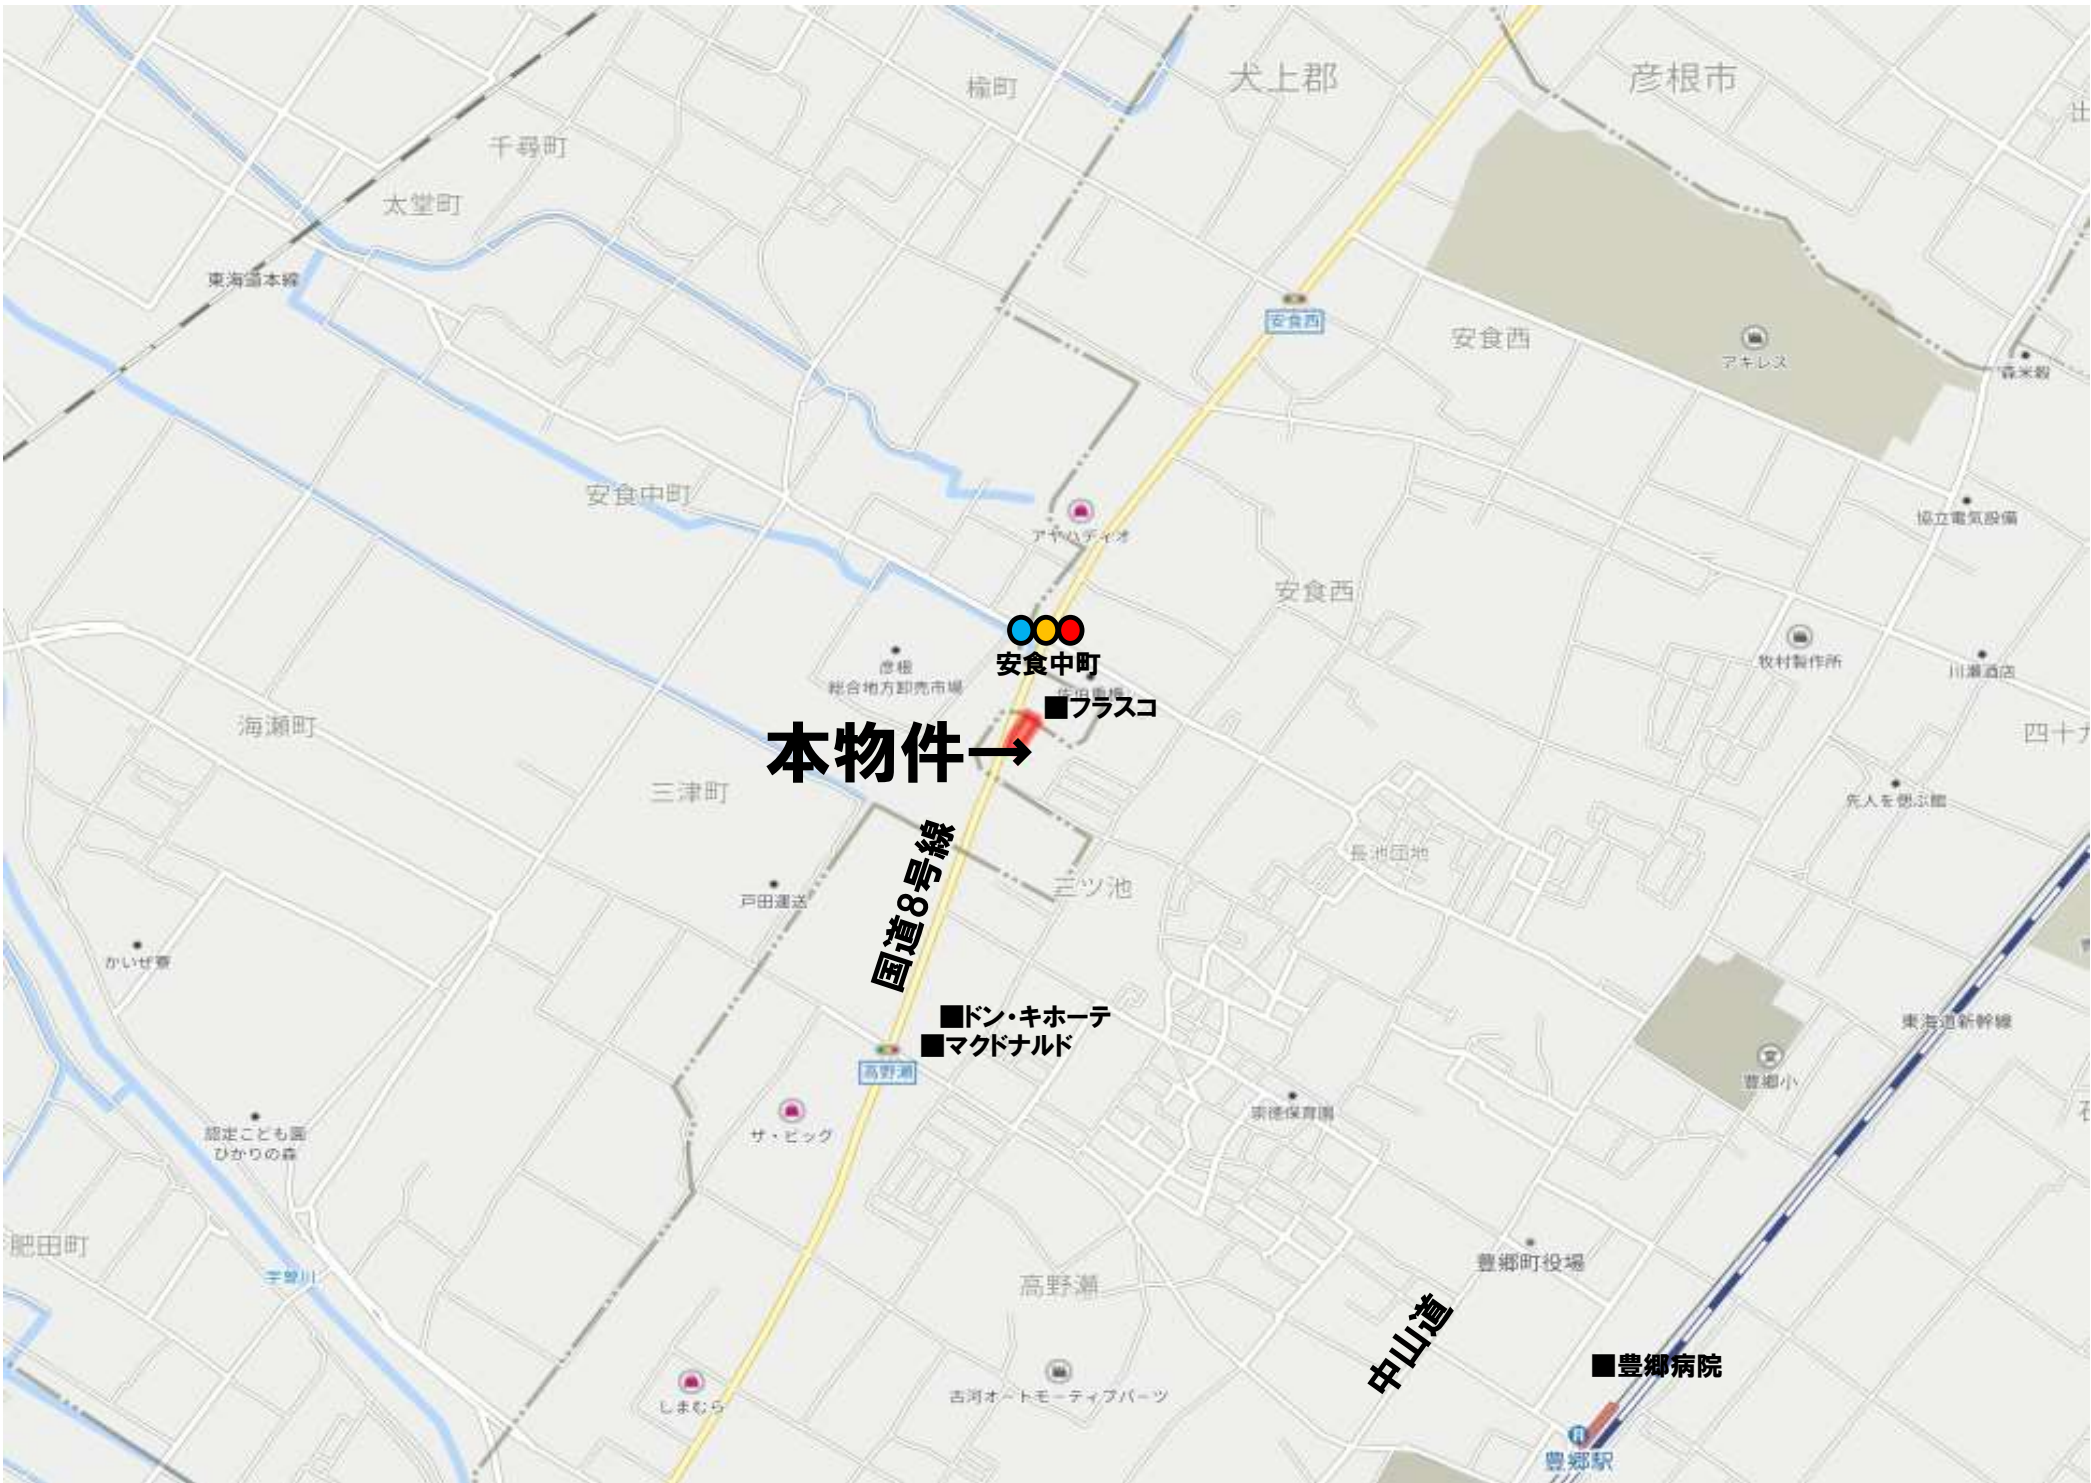 犬上郡
彦根市
楡町
千尋町
太堂町
東海道本線
安食西
安食西
アキレス
森米穀
安食中町
アヤハディオ
協立電気設備
安食西
安食中町
彦根
総合地方卸売市場
牧村製作所
川瀬酒店
■フラスコ
海瀬町
四十九
本物件→
三津町
先人を偲ぶ館
国道8号線
長池団地
三ツ池
戸田運送
かいぜ寮
■ドン・キホーテ
■マクドナルド
東海道新幹線
高野瀬
豊郷小
ザ・ビッグ
崇徳保育園
認定こども園
ひかりの森
肥田町
宇曽川
豊郷町役場
高野瀬
中山道
■豊郷病院
しまむら
古河オートモーティブパーツ
豊郷駅